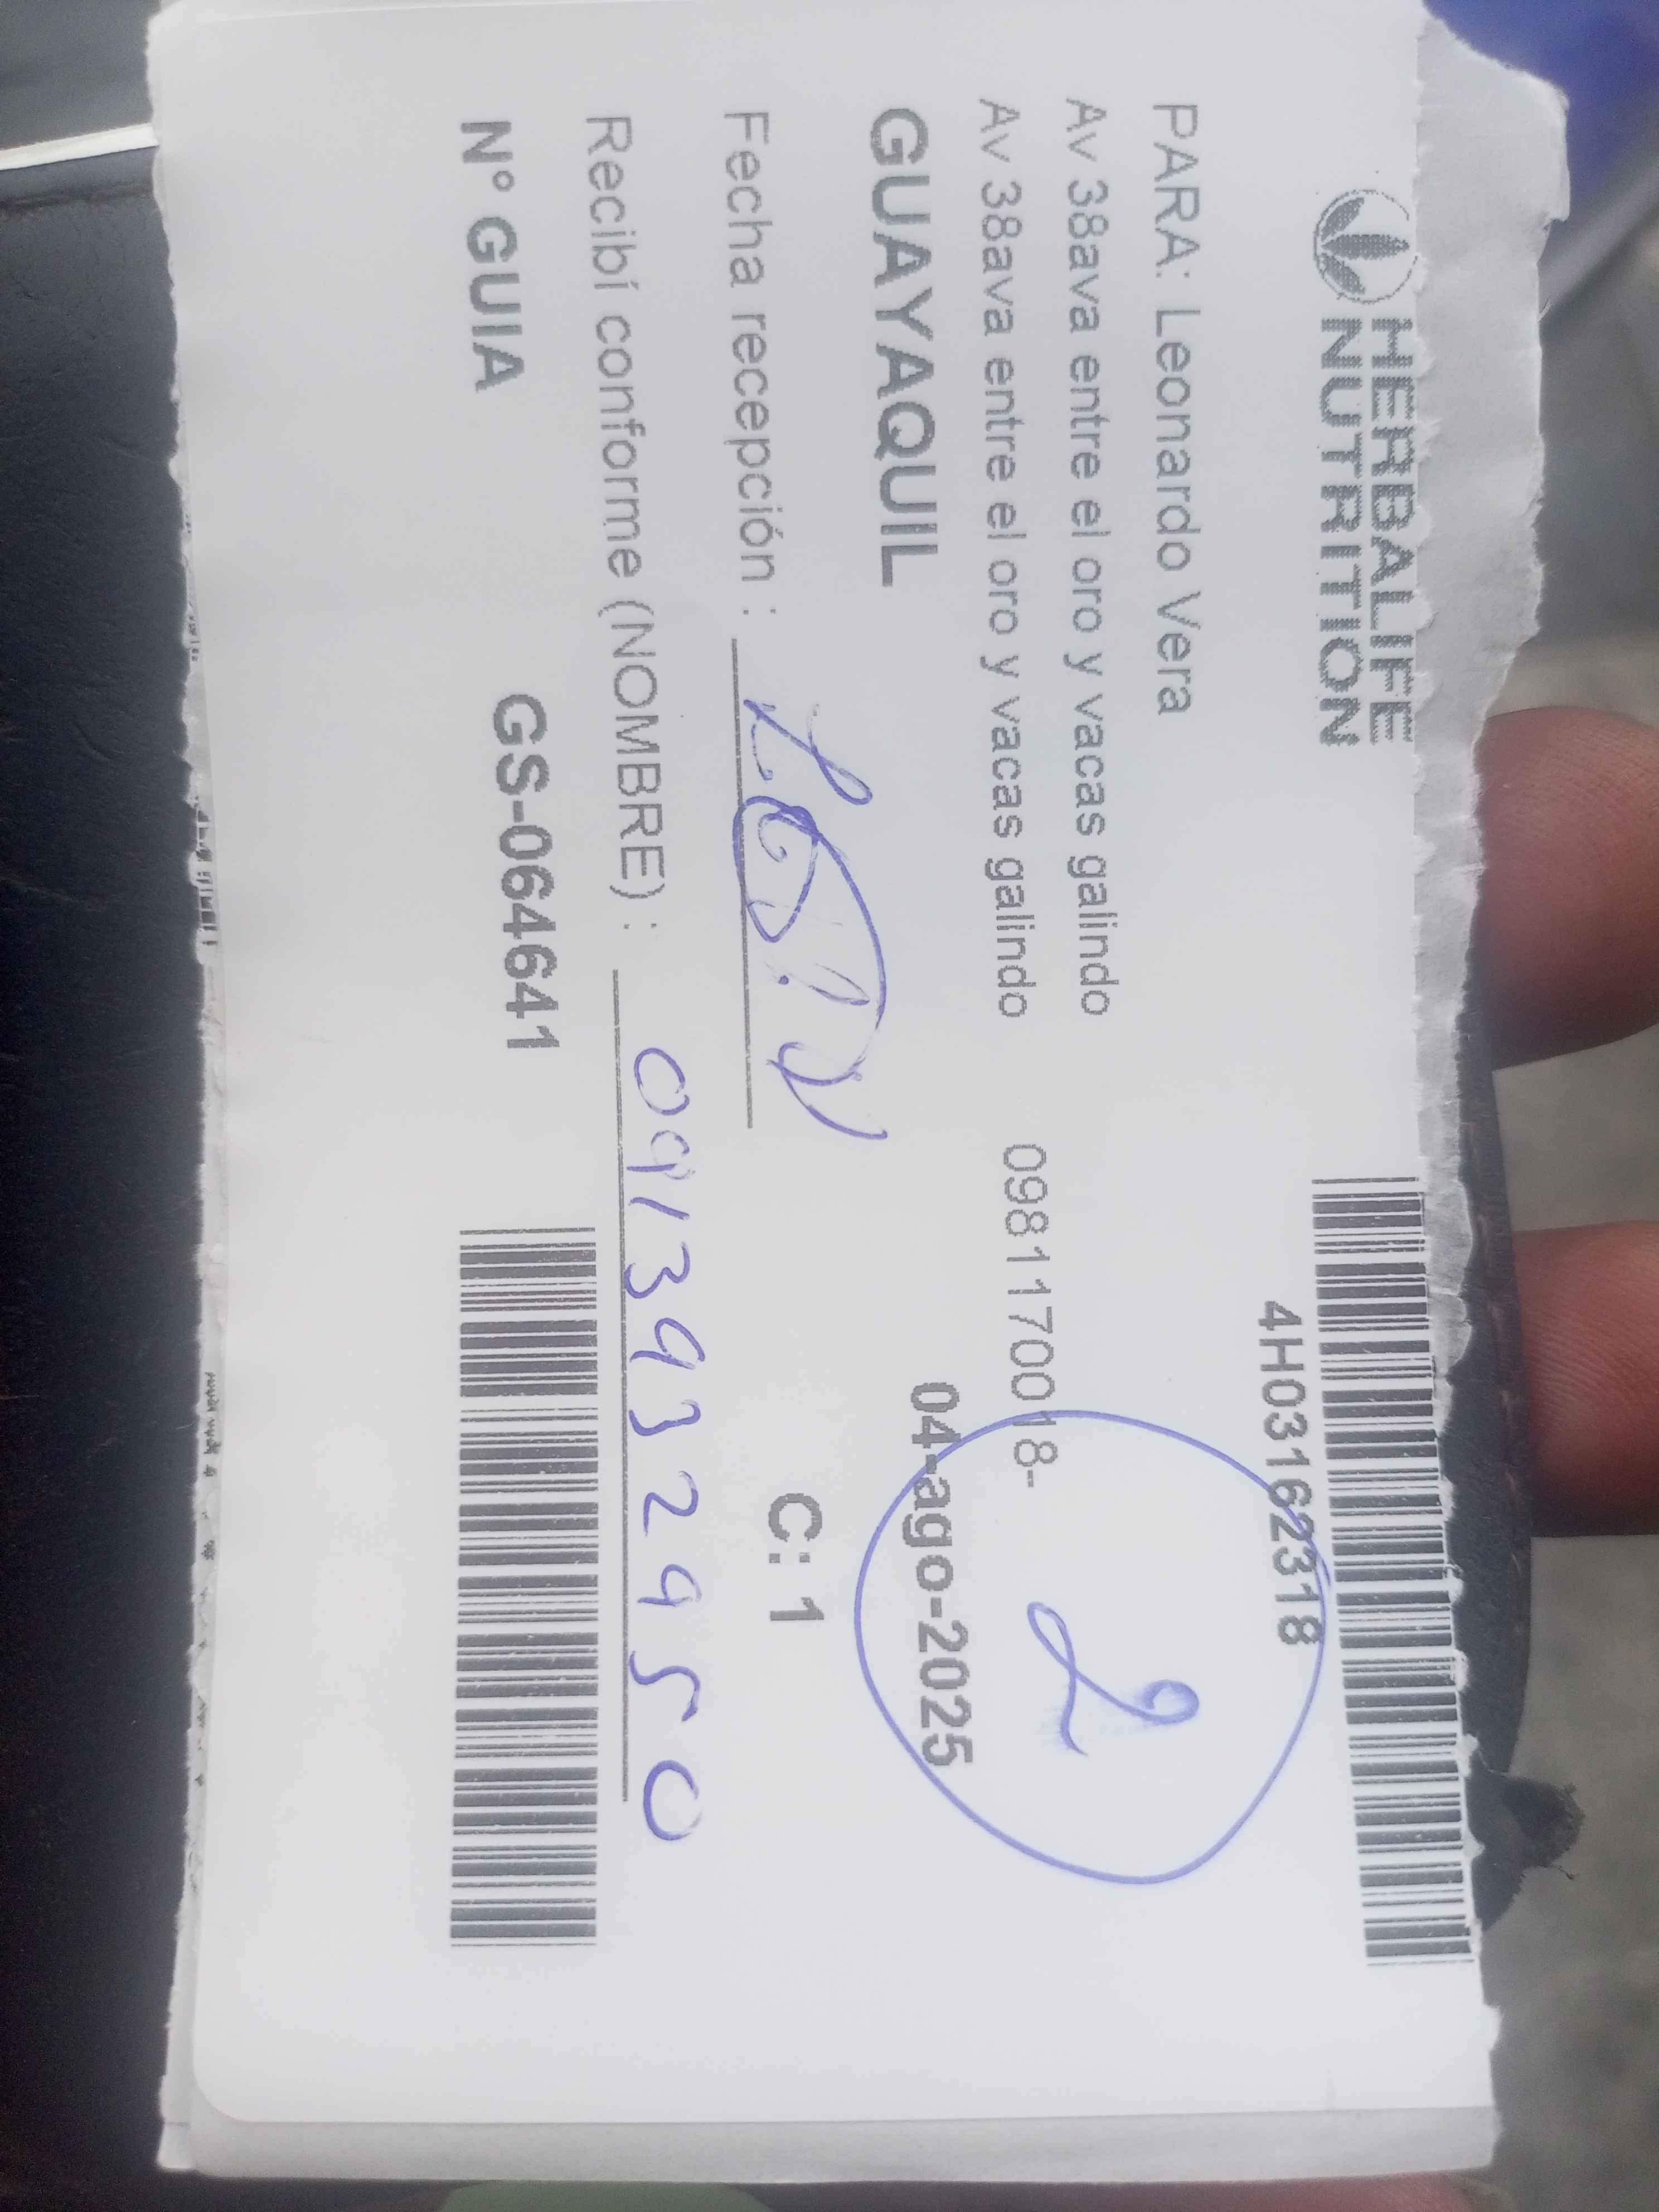 HERBALIFE
NUTRITION
4H03162318
PARA: Leonardo Vera
Av 38ava entre el oro y vacas galindo
Av 38ava entre el oro y vacas galindo 0981170018-
2
GUAYAQUIL 04-ago-2025
Fecha recepción :
C: 1
Recibí conforme (NOMBRE) : 0913932950
N° GUIA GS-064641